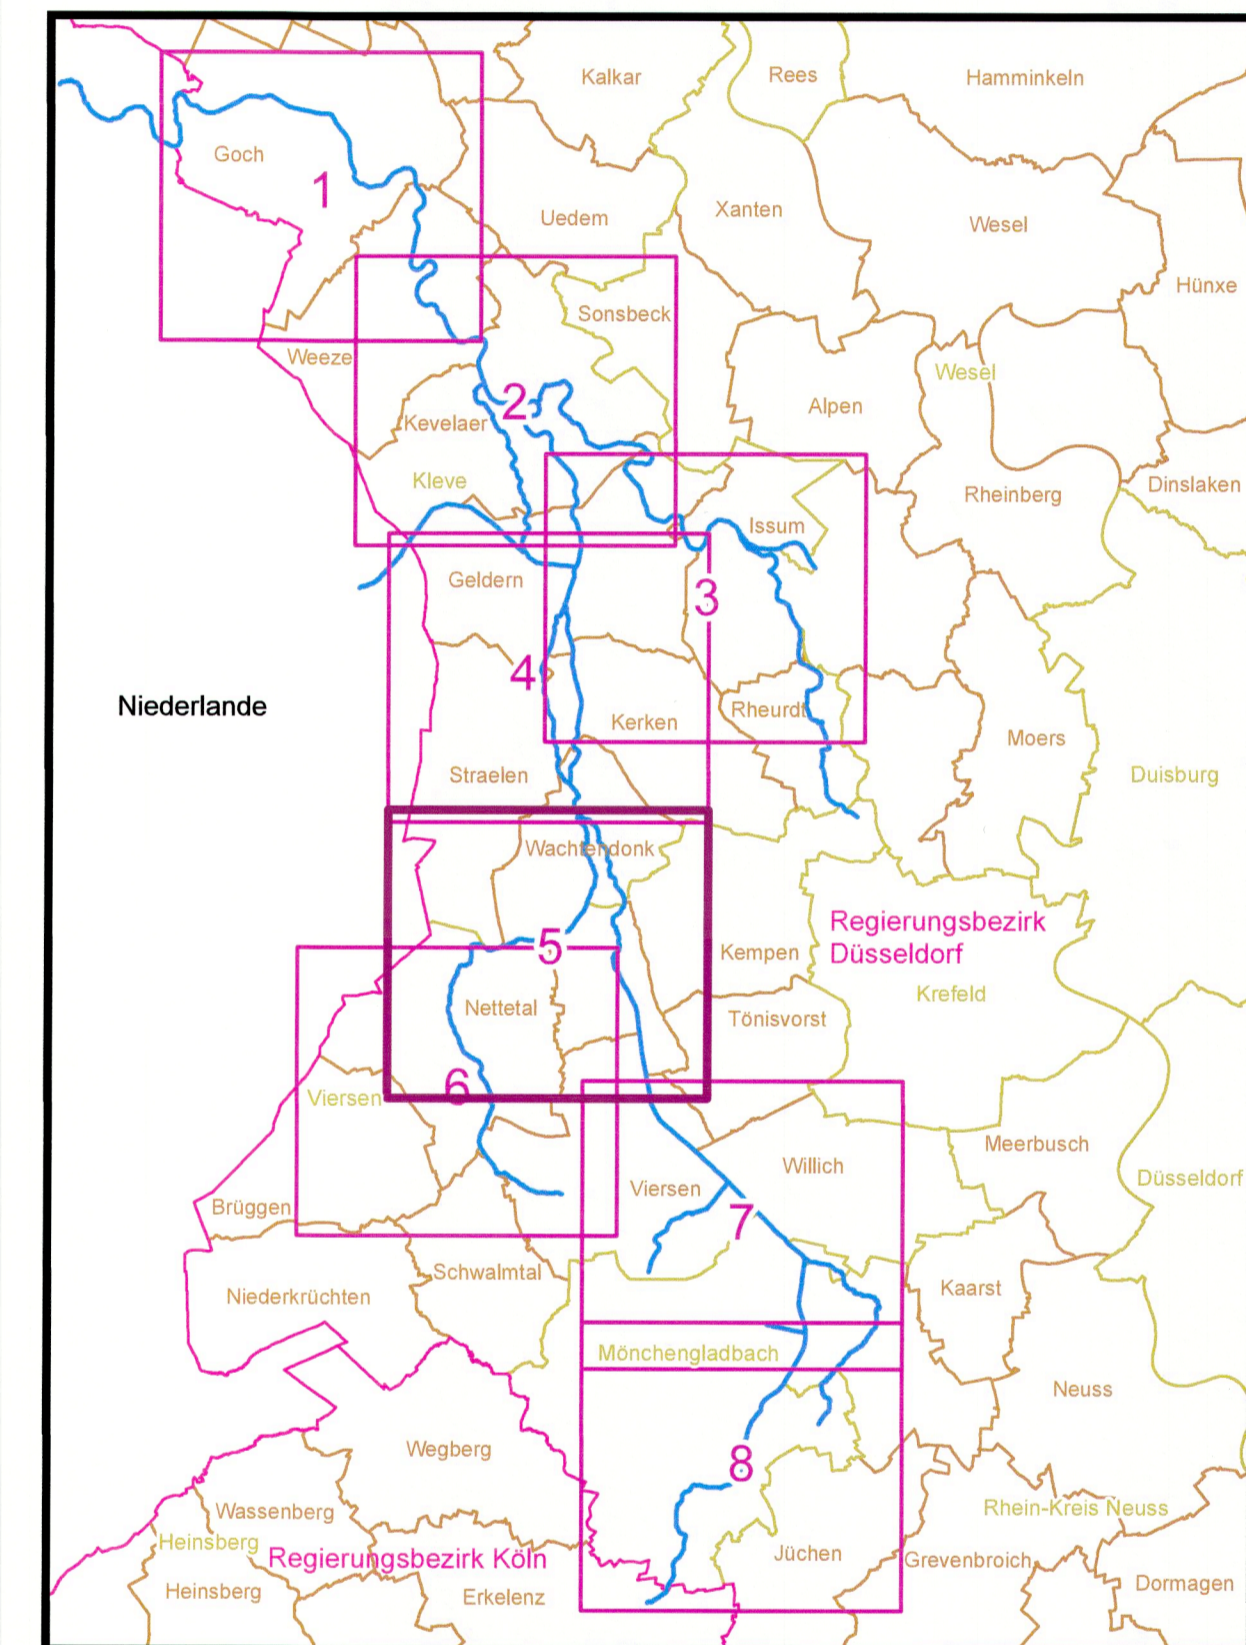 Kalkar
Rees
Hamminkeln
Goch
1
Uedem
Xanten
Wesel
Hünxe
Sonsbeck
Weeze
Wesel
2
Alpen
Kevelaer
Kleve
Rheinberg
Dinslaken
Issum
Geldern
3
4
Niederlande
Kerken
Rheurdt
Moers
Straelen
Duisburg
Wachtendonk
Regierungsbezirk
Düsseldorf
5
Kempen
Krefeld
Nettetal
Tönisvorst
6
Viersen
Meerbusch
Willich
Düsseldorf
Viersen
Brüggen
7
Schwalmtal
Kaarst
Niederkrüchten
Mönchengladbach
Neuss
Wegberg
8
Wassenberg
Rhein-Kreis Neuss
Heinsberg
Regierungsbezirk Köln
Jüchen
Grevenbroich
Heinsberg
Erkelenz
Dormagen